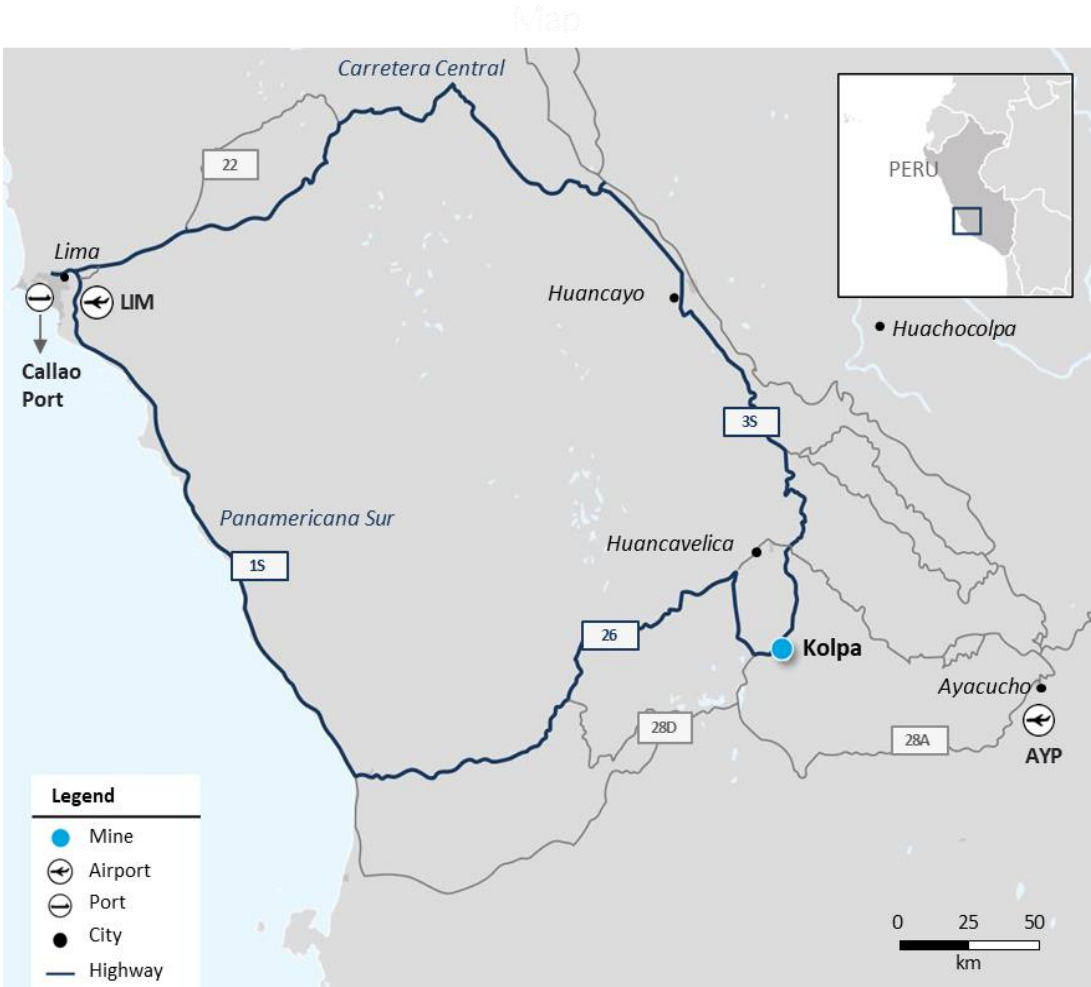 Map
Carretera Central
22
PERU
Lima
LIM
Huancayo
Huachocolpa
Callao
Port
3S
Panamericana Sur
Huancavelica
1S
26
Kolpa
Ayacucho
28D
28A
AYP
Legend
Mine
Airport
Port
City
Highway
0 25 50
km